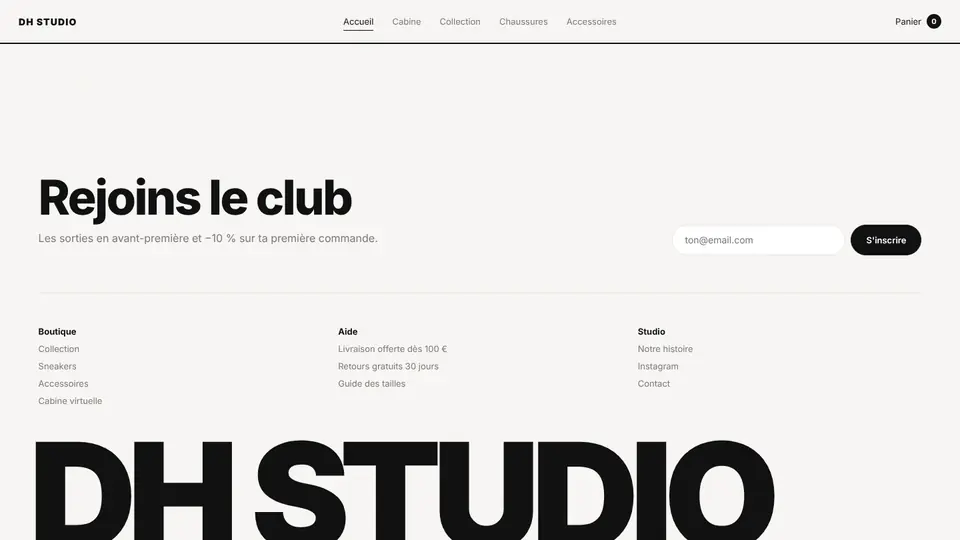 DH STUDIO
Accueil Cabine Collection Chaussures Accessoires
Panier 0
Rejoins le club
Les sorties en avant-première et −10 % sur ta première commande.
ton@email.com
S'inscrire
Boutique
Collection
Sneakers
Accessoires
Cabine virtuelle
Aide
Livraison offerte dès 100 €
Retours gratuits 30 jours
Guide des tailles
Studio
Notre histoire
Instagram
Contact
DH STUDIO